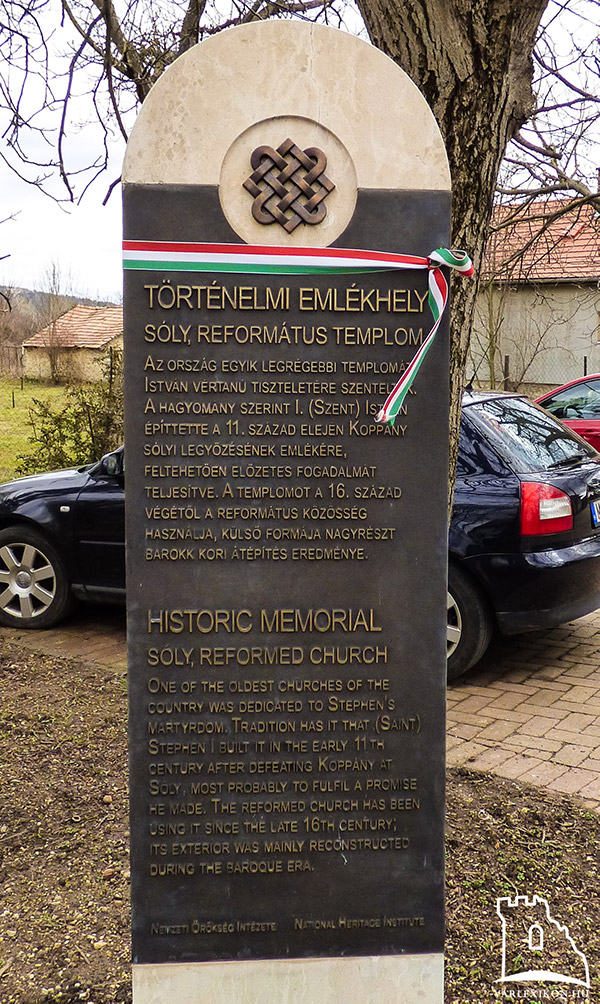 TÖRTÉNELMI EMLÉKHELY
SÓLY, REFORMÁTUS TEMPLOM
AZ ORSZÁG EGYIK LEGRÉGEBBI
ISTVÁN VÉRTANÚ TISZTELETÉRE
A HAGYOMÁNY SZERINT I. (SZENT) ISTVÁN
ÉPÍTTETTE A 11. SZÁZAD ELEJÉN KOPPÁNY
SÓLYI LEGYŐZÉSÉNEK EMLÉKÉRE,
FELTEHETŐEN ELŐZETES FOGADALMAT
TELJESÍTVE. A TEMPLOMOT A 16. SZÁZAD
VÉGÉTŐL A REFORMÁTUS KÖZÖSSÉG
HASZNÁLJA, KÜLSŐ FORMÁJA NAGYRÉSZT
BAROKK KORI ÁTÉPÍTÉS EREDMÉNYE.
HISTORIC MEMORIAL
SÓLY, REFORMED CHURCH
ONE OF THE OLDEST CHURCHES OF THE
COUNTRY WAS DEDICATED TO STEPHEN'S
MARTYRDOM. TRADITION HAS IT THAT (SAINT)
STEPHEN I BUILT IT IN THE EARLY 11TH
CENTURY AFTER DEFEATING KOPPÁNY AT
SÓLY, MOST PROBABLY TO FULFIL A PROMISE
HE MADE. THE REFORMED CHURCH HAS BEEN
USING IT SINCE THE LATE 16TH CENTURY;
ITS EXTERIOR WAS MAINLY RECONSTRUCTED
DURING THE BAROQUE ERA.
NEMZETI ÖRÖKSÉG INTÉZETE NATIONAL HERITAGE INSTITUTE
VARLEXIKON.HU